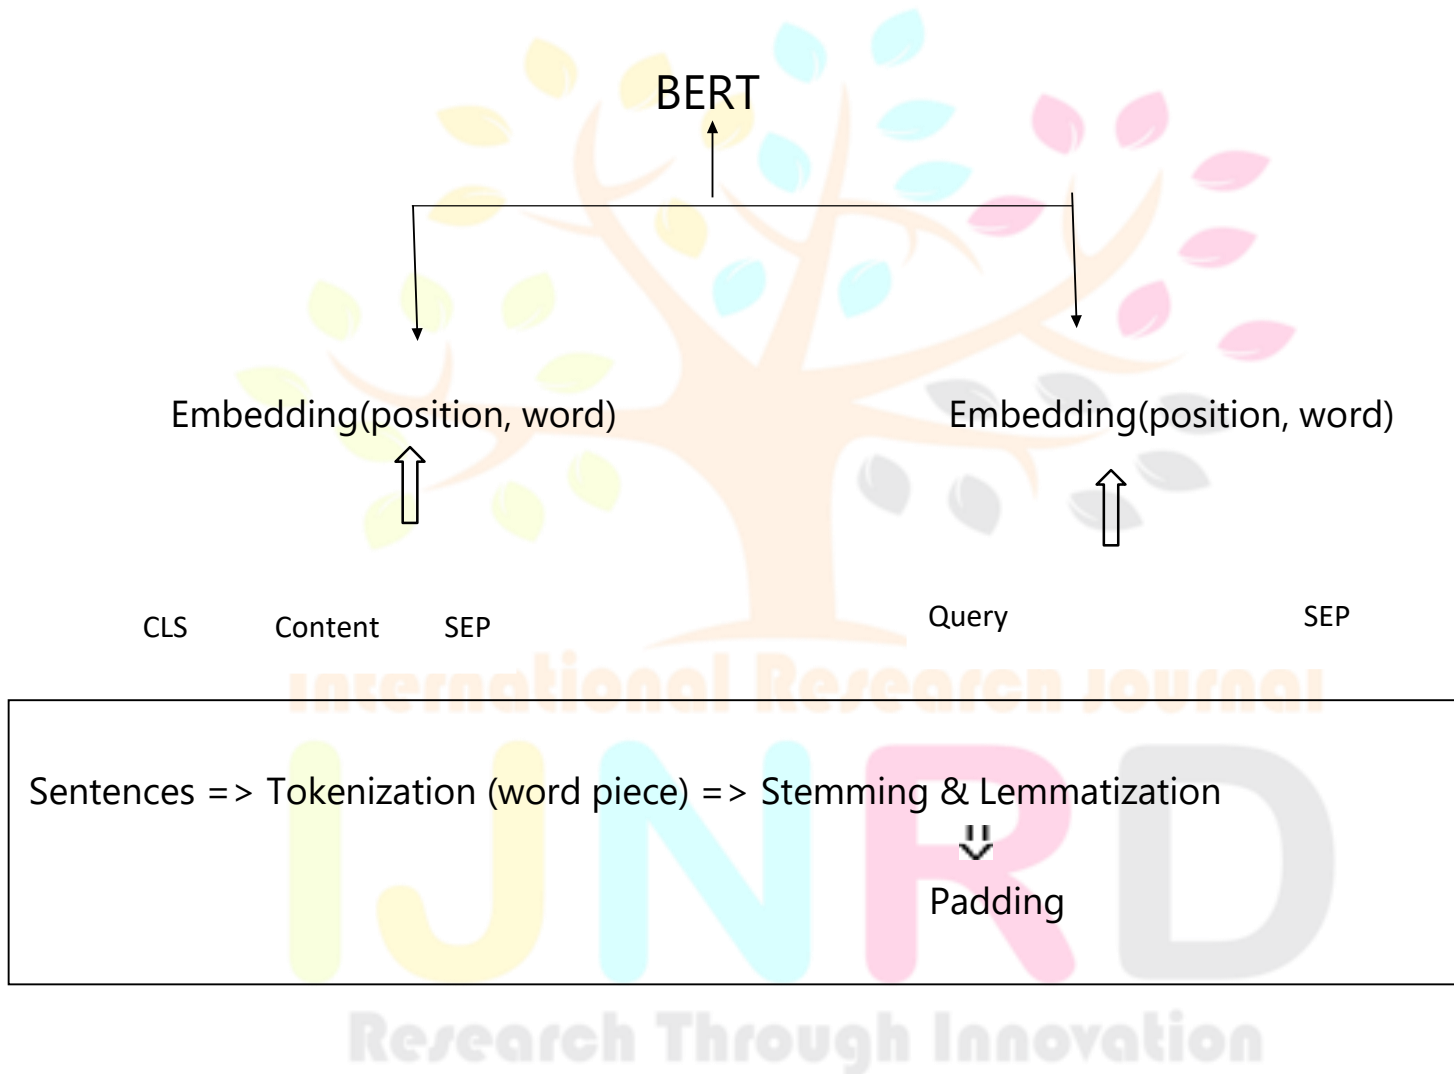 BERT
Embedding(position, word) Embedding(position, word)
CLS Content SEP Query SEP
International Research Journal
Sentences => Tokenization (word piece) => Stemming & Lemmatization
Padding
IJNRD
Research Through Innovation